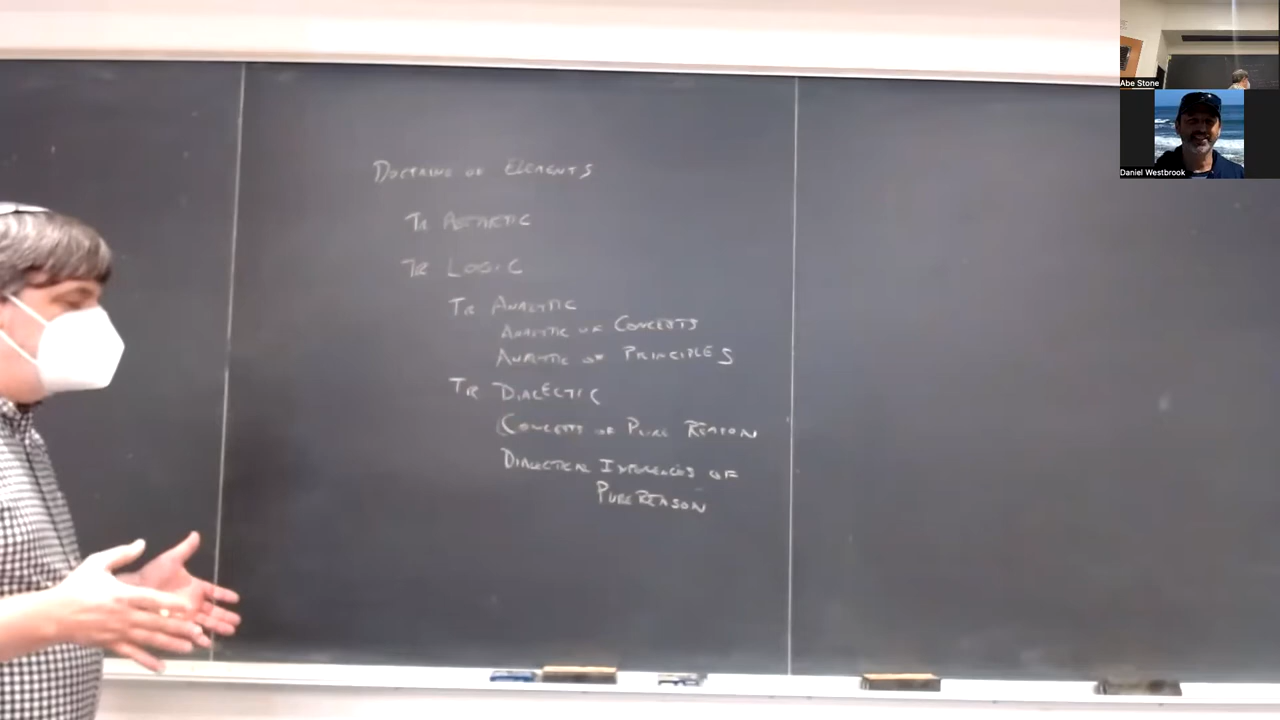 DOCTRINE OF ELEMENTS
TR AESTHETIC
TR LOGIC
TR ANALYTIC
ANALYTIC OF CONCEPTS
ANALYTIC OF PRINCIPLES
TR DIALECTIC
CONCEPTS OF PURE REASON
DIALECTICAL INFERENCES OF
PURE REASON
Abe Stone
Daniel Westbrook